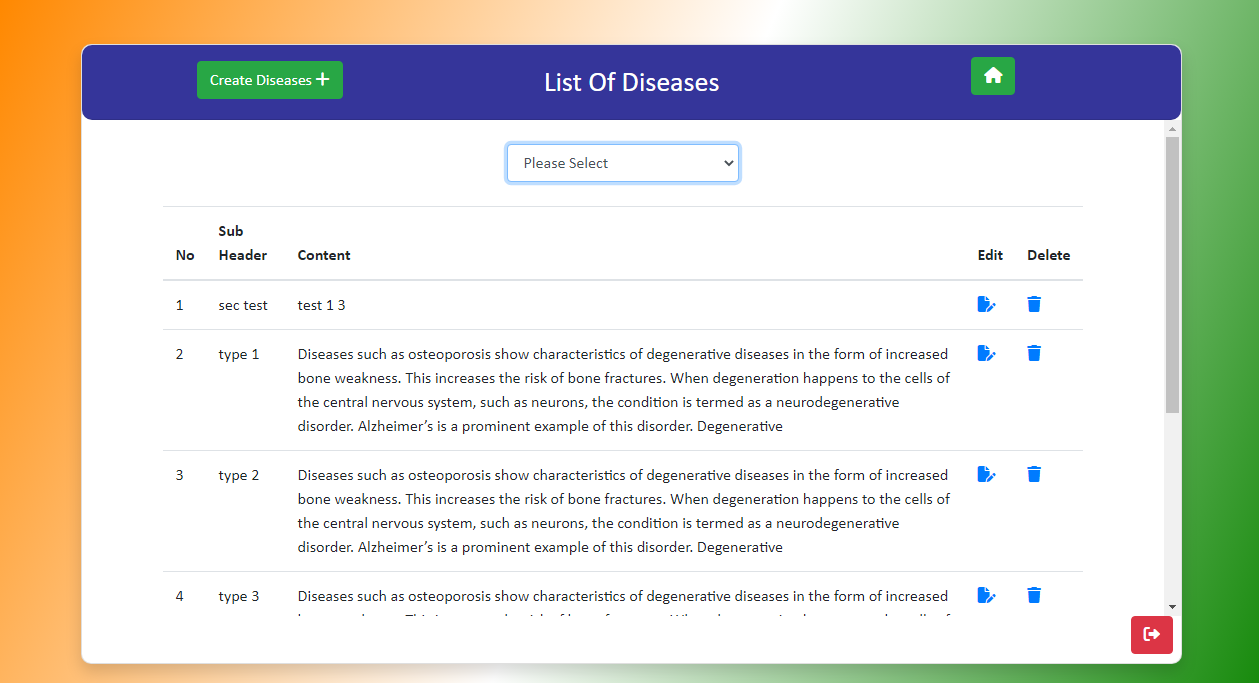 Create Diseases
List Of Diseases
Please Select
No Sub Header Content Edit Delete
1 sec test test 1 3
2 type 1 Diseases such as osteoporosis show characteristics of degenerative diseases in the form of increased
bone weakness. This increases the risk of bone fractures. When degeneration happens to the cells of
the central nervous system, such as neurons, the condition is termed as a neurodegenerative
disorder. Alzheimer’s is a prominent example of this disorder. Degenerative
3 type 2 Diseases such as osteoporosis show characteristics of degenerative diseases in the form of increased
bone weakness. This increases the risk of bone fractures. When degeneration happens to the cells of
the central nervous system, such as neurons, the condition is termed as a neurodegenerative
disorder. Alzheimer’s is a prominent example of this disorder. Degenerative
4 type 3 Diseases such as osteoporosis show characteristics of degenerative diseases in the form of increased